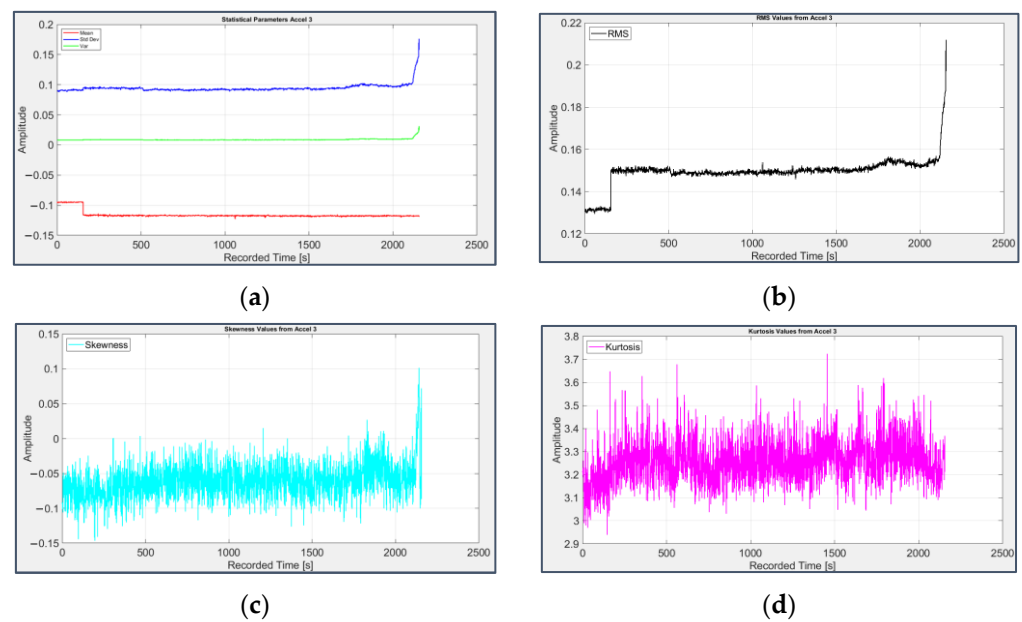 Statistical Parameters Accel 3
Mean
Std Dev
Var
0.2
0.15
0.1
0.05
0
−0.05
−0.1
−0.15
Amplitude
0 500 1000 1500 2000 2500
Recorded Time [s]
(a)
RMS Values from Accel 3
RMS
0.22
0.2
0.18
0.16
0.14
0.12
Amplitude
0 500 1000 1500 2000 2500
Recorded Time [s]
(b)
Skewness Values from Accel 3
Skewness
0.15
0.1
0.05
0
−0.05
−0.1
−0.15
Amplitude
0 500 1000 1500 2000 2500
Recorded Time [s]
(c)
Kurtosis Values from Accel 3
Kurtosis
3.8
3.7
3.6
3.5
3.4
3.3
3.2
3.1
3
2.9
Amplitude
0 500 1000 1500 2000 2500
Recorded Time [s]
(d)